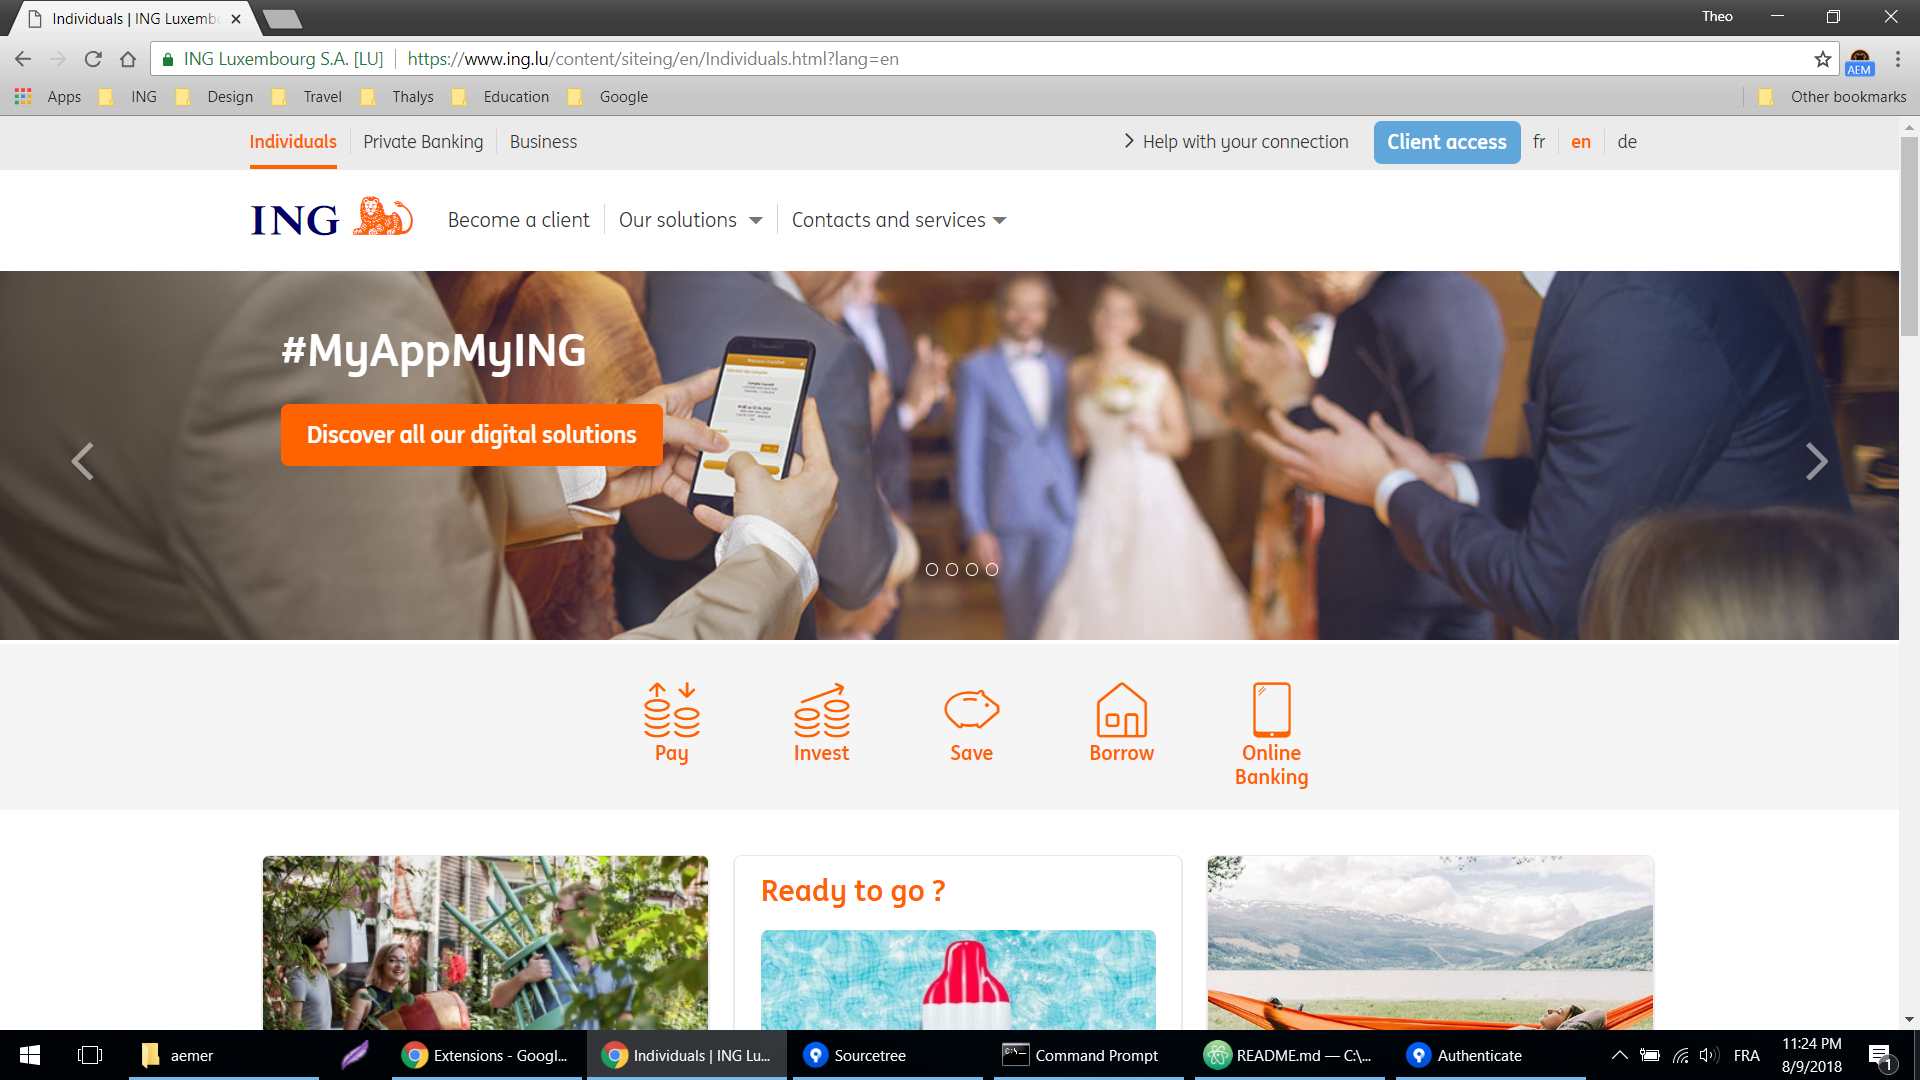 Individuals | ING Luxemb
Theo
ING Luxembourg S.A. [LU]
https://www.ing.lu/content/siteing/en/Individuals.html?lang=en
AEM
Apps ING Design Travel Thalys Education Google Other bookmarks
Individuals Private Banking Business Help with your connection Client access fr en de
ING Become a client Our solutions Contacts and services
#MyAppMyING
Discover all our digital solutions
Pay Invest Save Borrow Online
Banking
Ready to go ?
aemer Extensions - Googl... Individuals | ING Lu... Sourcetree Command Prompt README.md — C:\... Authenticate FRA
11:24 PM
8/9/2018
1